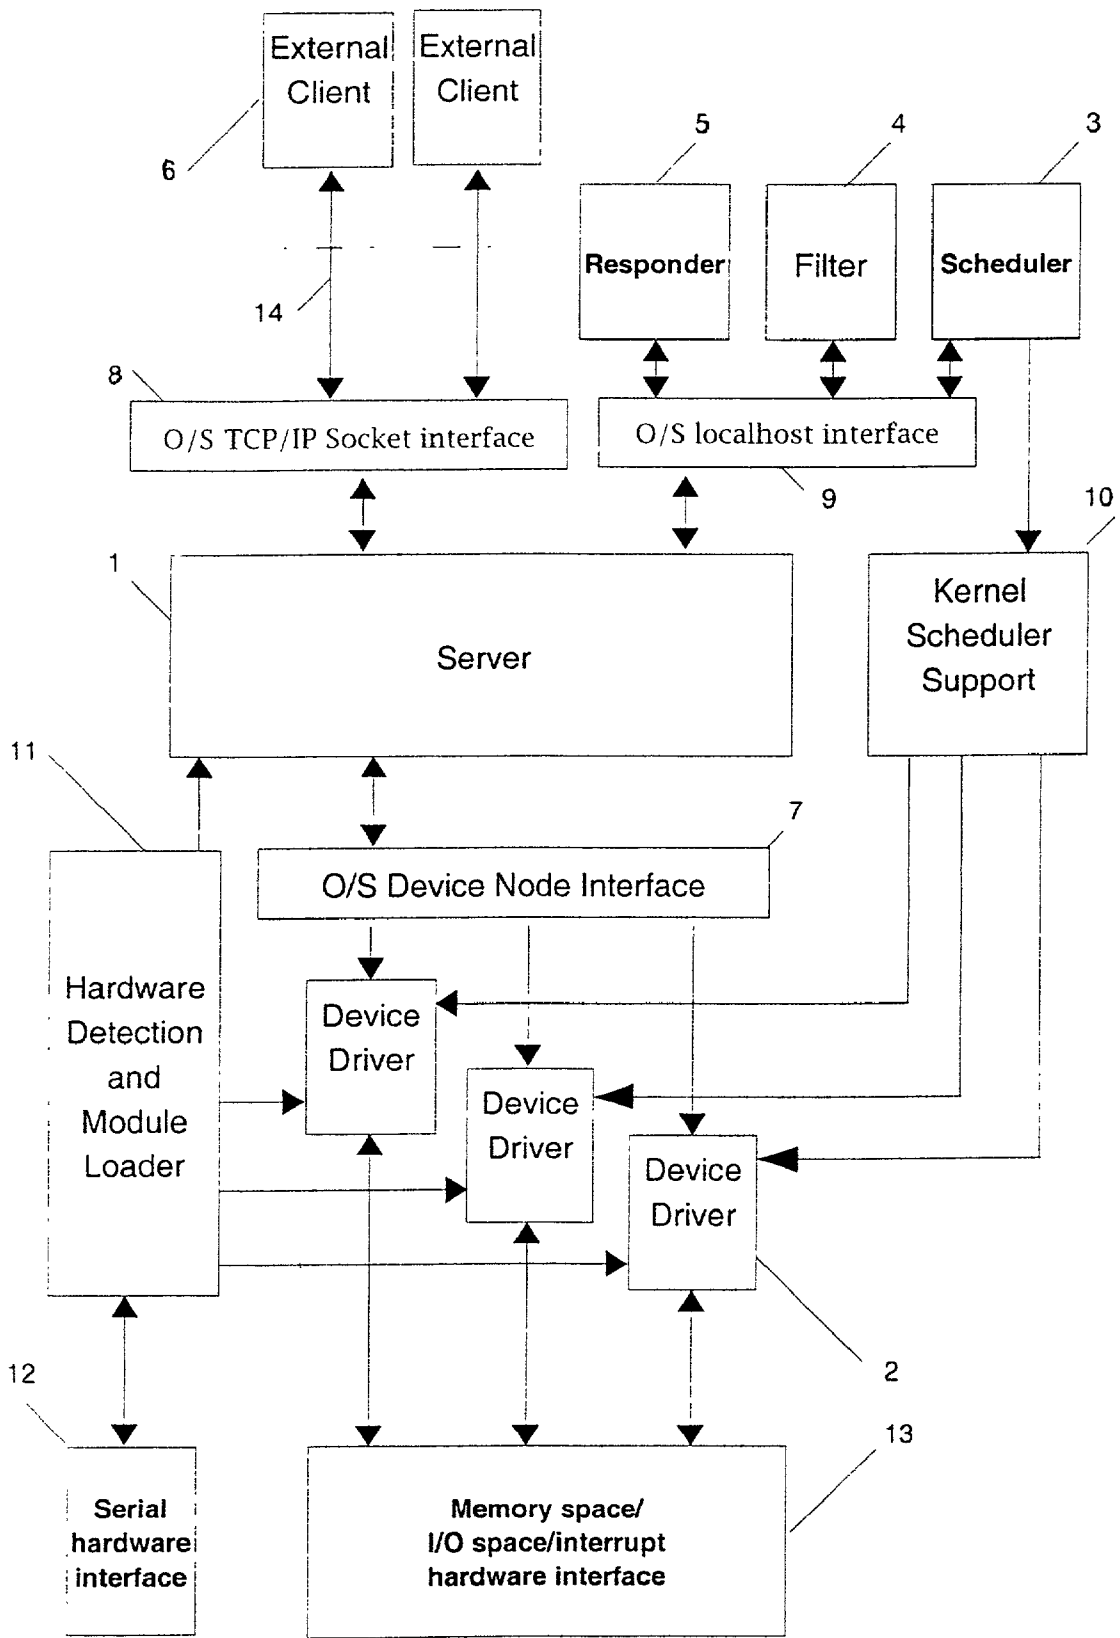 External
Client
External
Client
6
5
4
3
Responder
Filter
Scheduler
14
8
O/S TCP/IP Socket interface
O/S localhost interface
9
10
1
Server
Kernel
Scheduler
Support
11
7
O/S Device Node Interface
Hardware
Detection
and
Module
Loader
Device
Driver
Device
Driver
Device
Driver
2
12
13
Serial
hardware
interface
Memory space/
I/O space/interrupt
hardware interface